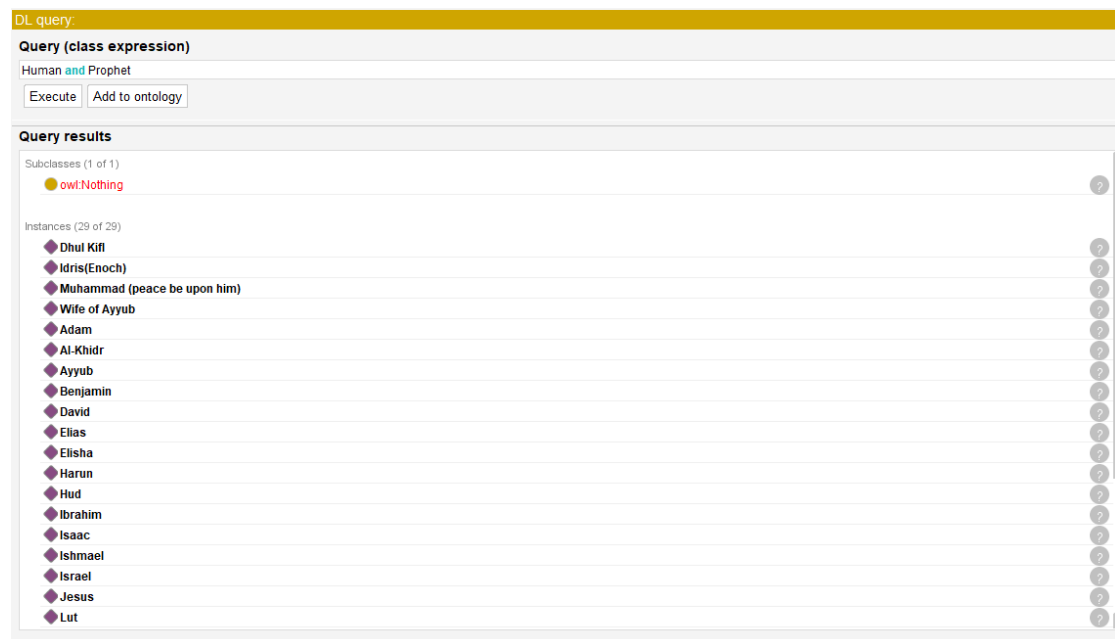 DL query:
Query (class expression)
Human and Prophet
Execute Add to ontology
Query results
Subclasses (1 of 1)
owl:Nothing
?
Instances (29 of 29)
Dhul Kifl
?
Idris(Enoch)
?
Muhammad (peace be upon him)
?
Wife of Ayyub
?
Adam
?
Al-Khidr
?
Ayyub
?
Benjamin
?
David
?
Elias
?
Elisha
?
Harun
?
Hud
?
Ibrahim
?
Isaac
?
Ishmael
?
Israel
?
Jesus
?
Lut
?